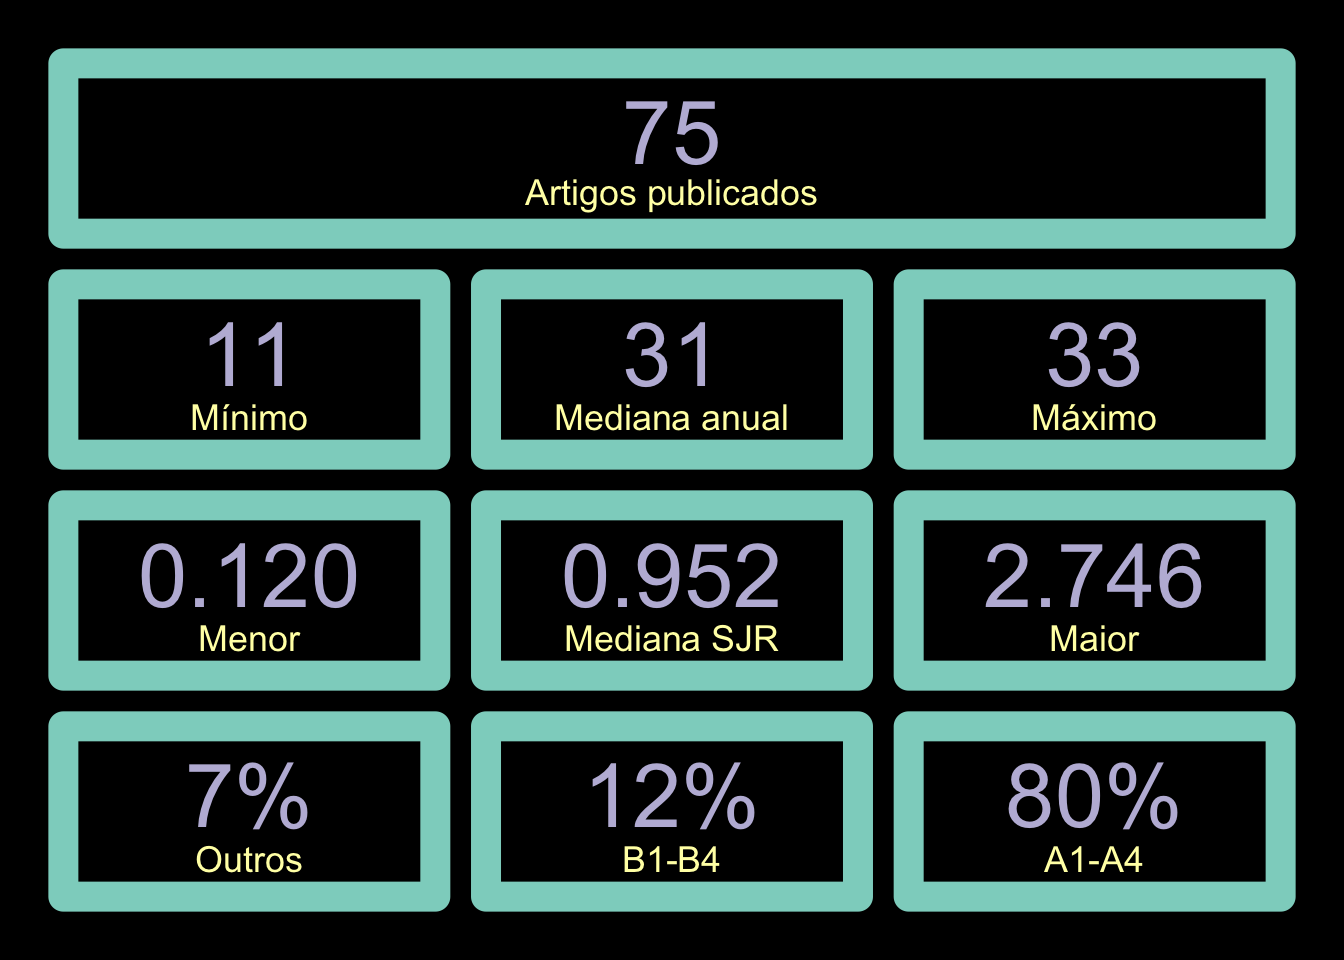 75
Artigos publicados
11
Mínimo
31
Mediana anual
33
Máximo
0.120
Menor
0.952
Mediana SJR
2.746
Maior
7%
Outros
12%
B1-B4
80%
A1-A4